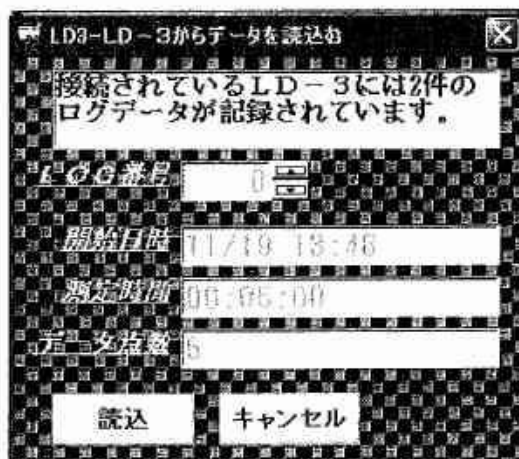 LD3-LD-3からデータを読込む
接続されているLD-3には2件の
ログデータが記録されています。
LOG番号 0
開始日時 11/19 13:48
測定時間 00:05:00
データ点数 5
読込 キャンセル